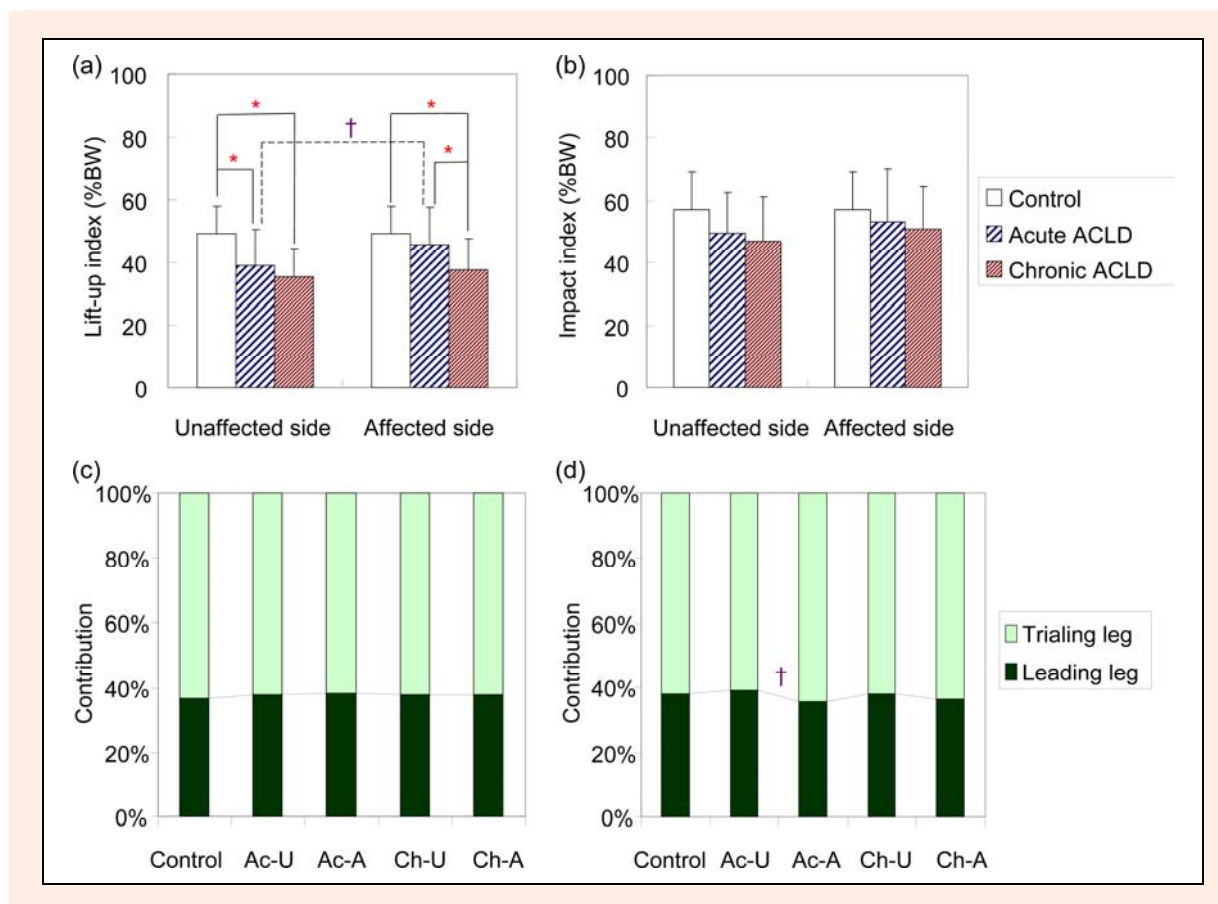 (a)
Lift-up index (%BW)
100
80
60
40
20
0
*
*
†
*
*
Unaffected side
Affected side
(b)
Impact index (%BW)
100
80
60
40
20
0
Unaffected side
Affected side
Control
Acute ACLD
Chronic ACLD
(c)
Contribution
100%
80%
60%
40%
20%
0%
Control
Ac-U
Ac-A
Ch-U
Ch-A
(d)
Contribution
100%
80%
60%
40%
20%
0%
†
Control
Ac-U
Ac-A
Ch-U
Ch-A
Trialing leg
Leading leg